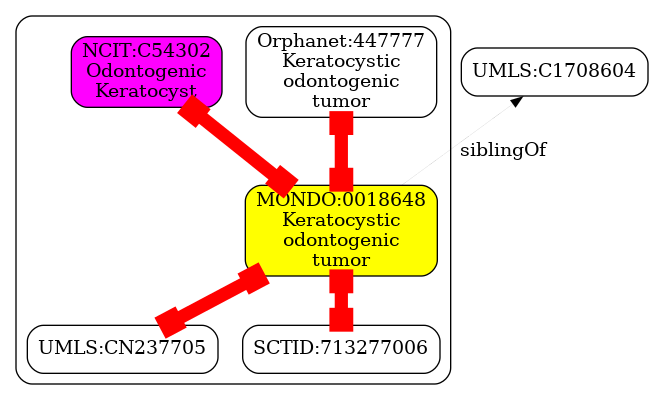 NCIT:C54302
Odontogenic
Keratocyst
Orphanet:447777
Keratocystic
odontogenic
tumor
UMLS:C1708604
siblingOf
MONDO:0018648
Keratocystic
odontogenic
tumor
UMLS:CN237705
SCTID:713277006